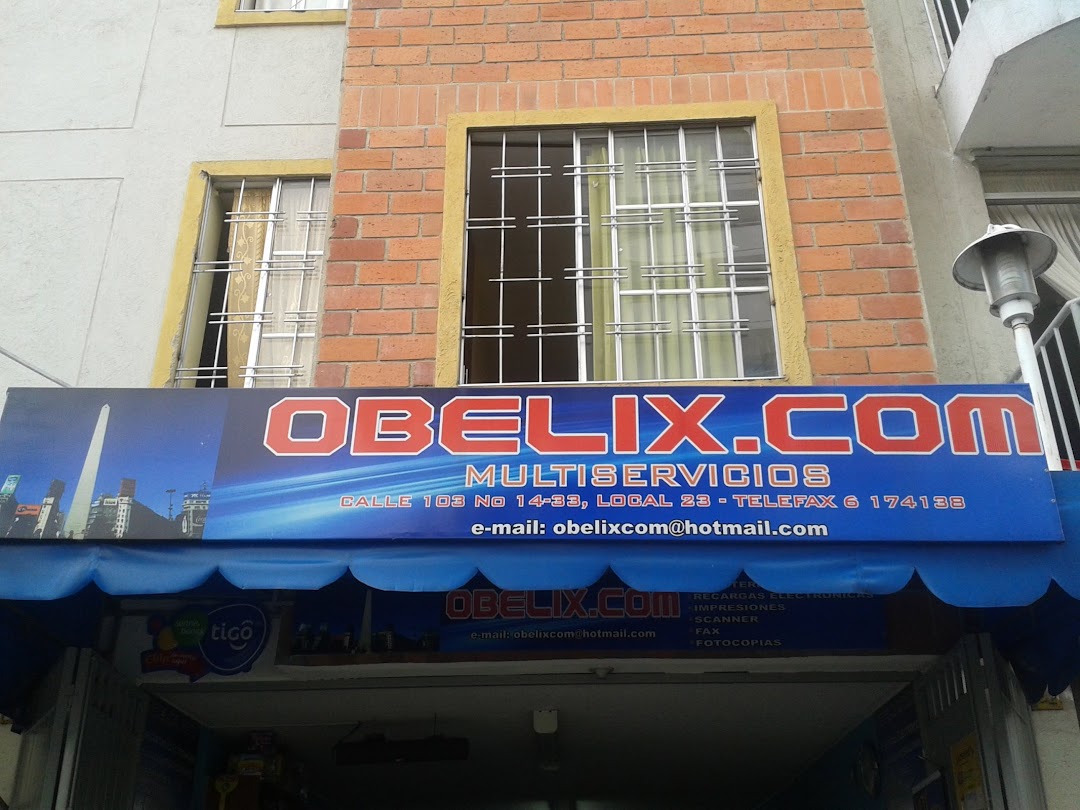 OBELIX.COM
MULTISERVICIOS
CALLE 103 No 14-33, LOCAL 23 - TELEFAX 6 174138
e-mail: obelixcom@hotmail.com
OBELIX.COM
e-mail: obelixcom@hotmail.com
RECARGAS ELECTRONICAS
IMPRESIONES
SCANNER
FAX
FOTOCOPIAS
tigo